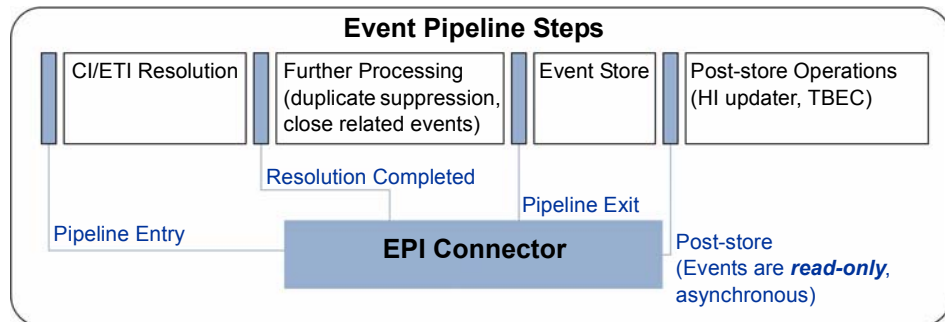 Event Pipeline Steps
CI/ETI Resolution
Further Processing
(duplicate suppression,
close related events)
Event Store
Post-store Operations
(HI updater, TBEC)
Resolution Completed
Pipeline Exit
Pipeline Entry
EPI Connector
Post-store
(Events are read-only,
asynchronous)